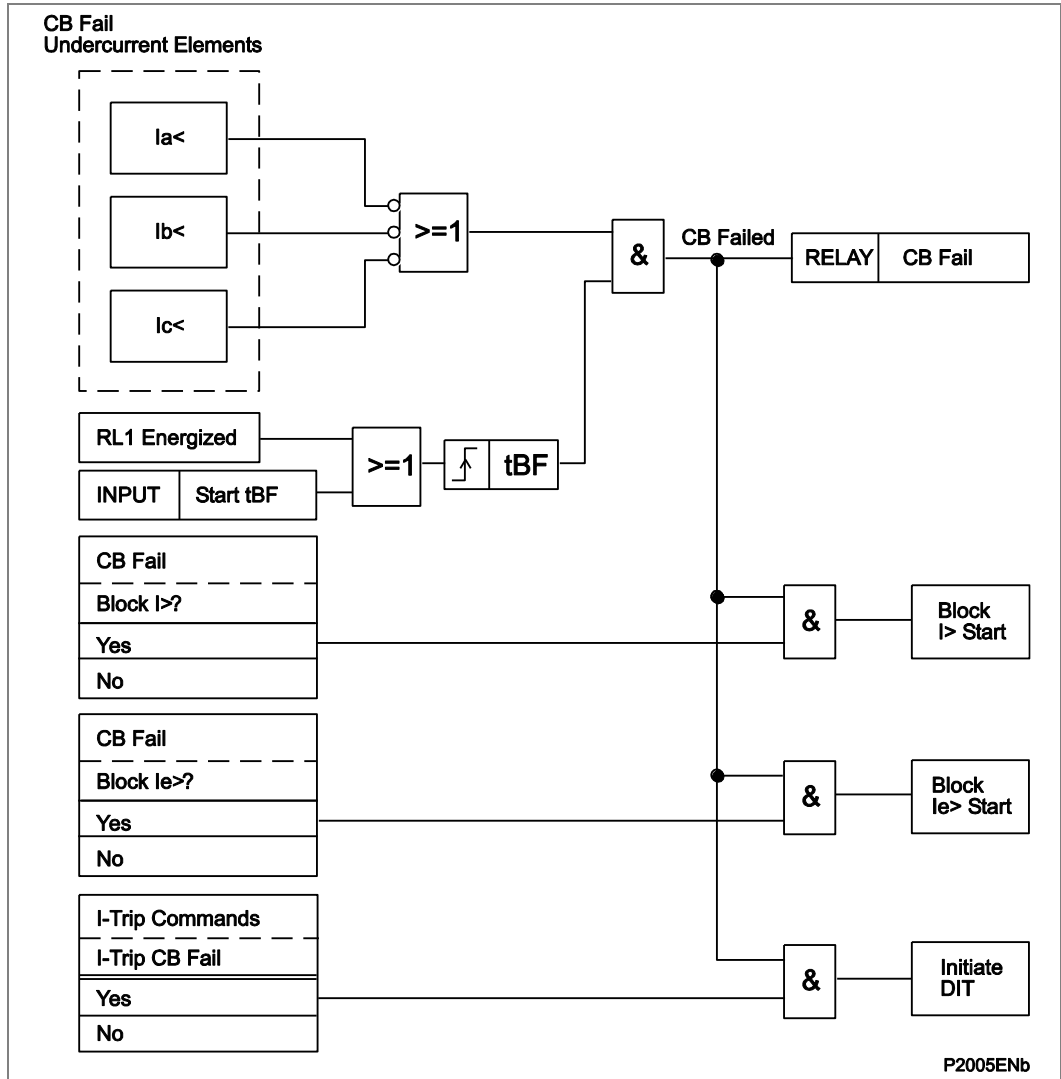 CB Fail
Undercurrent Elements
Ia<
Ib<
Ic<
>=1
&
CB Failed
RELAY CB Fail
RL1 Energized
INPUT Start tBF
>=1
tBF
CB Fail
Block I>?
Yes
No
&
Block
I> Start
CB Fail
Block Ie>?
Yes
No
&
Block
Ie> Start
I-Trip Commands
I-Trip CB Fail
Yes
No
&
Initiate
DIT
P2005ENb